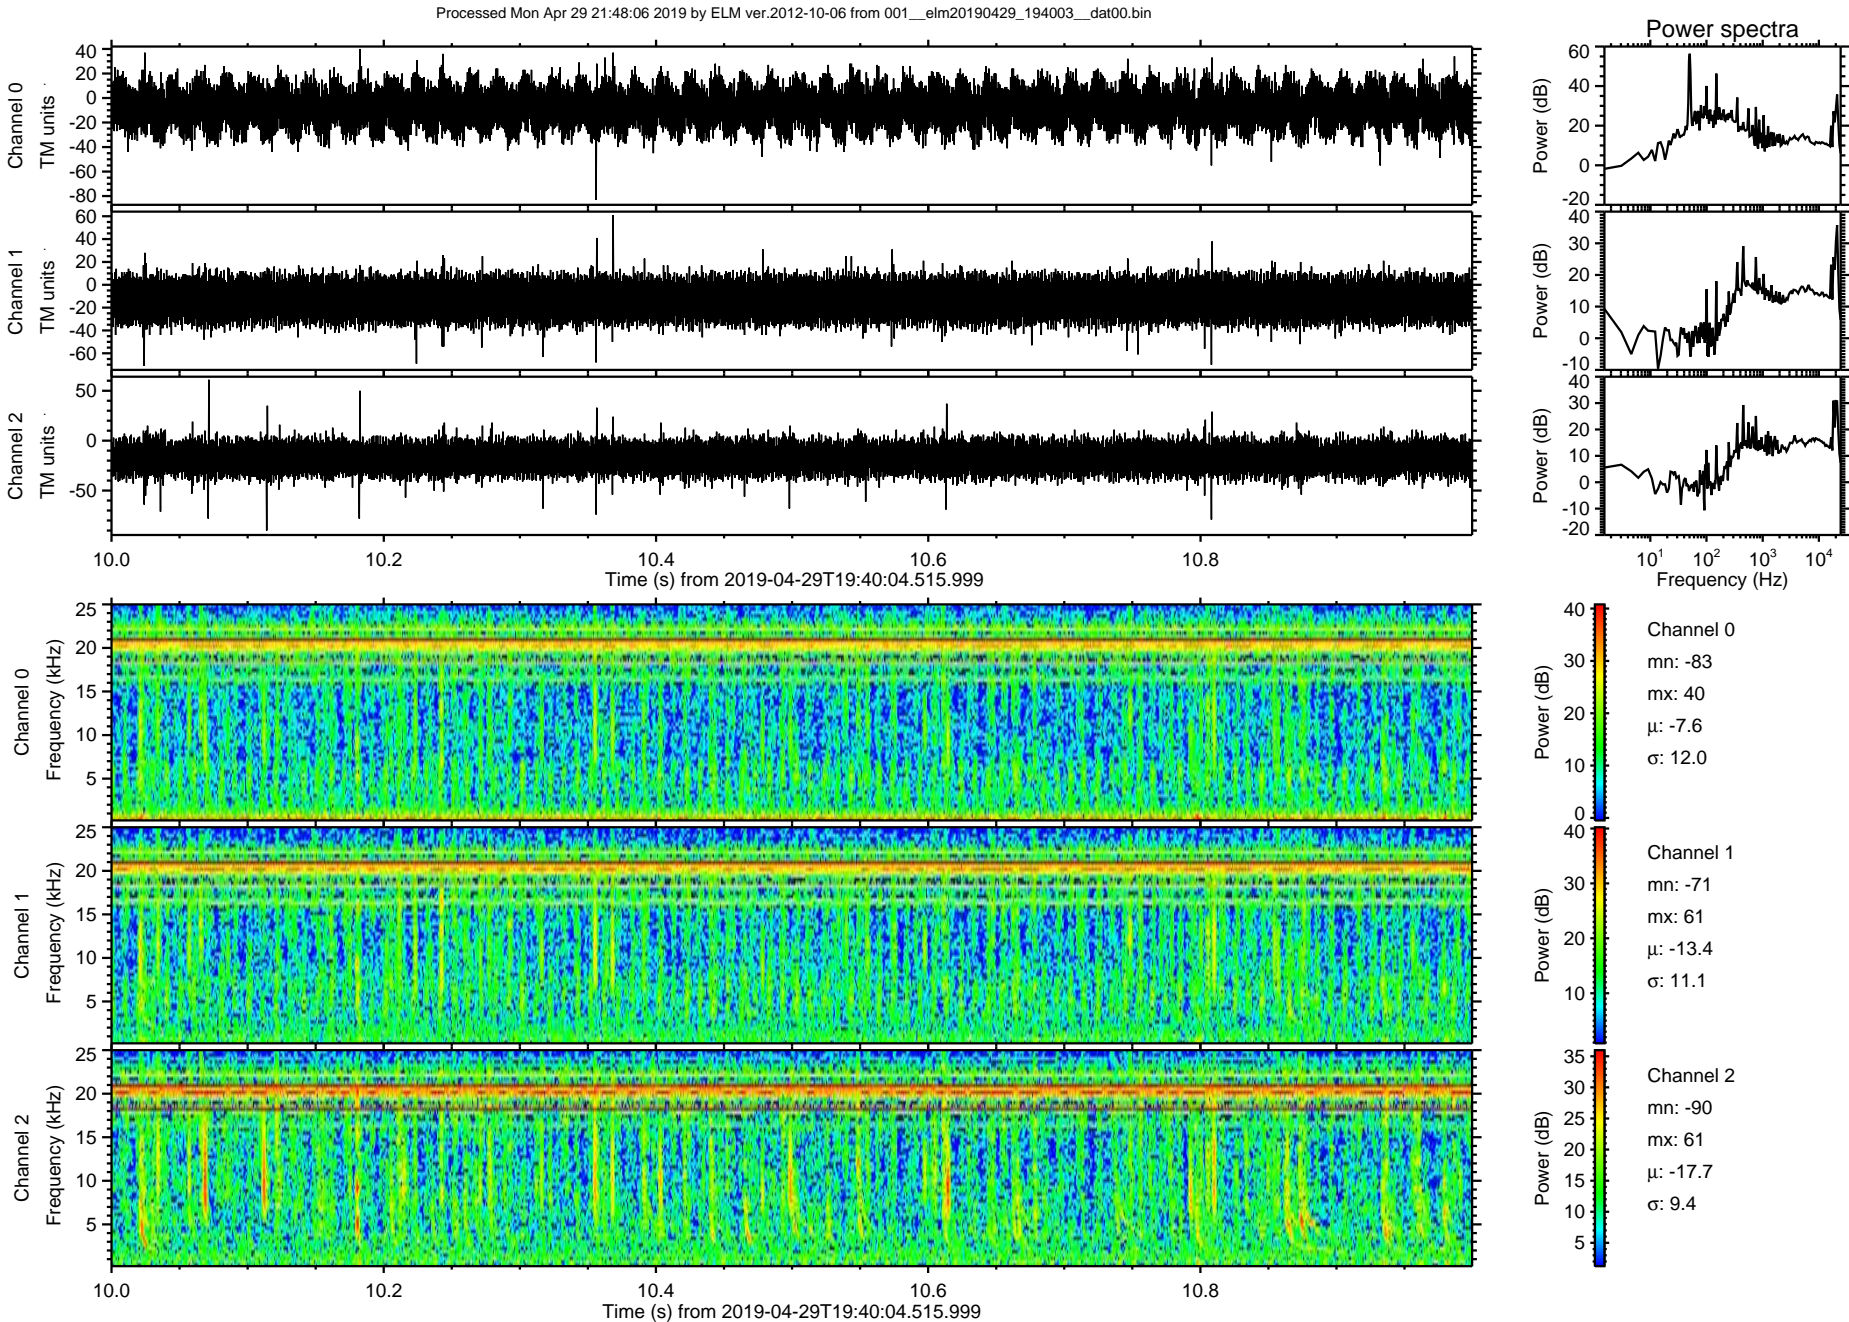 Processed Mon Apr 29 21:48:06 2019 by ELM ver.2012-10-06 from 001__elm20190429_194003__dat00.bin
Power spectra
Channel 0
TM units
40
20
0
-20
-40
-60
-80
Power (dB)
60
40
20
0
-20
Channel 1
TM units
60
40
20
0
-20
-40
-60
Power (dB)
40
30
20
10
0
-10
Channel 2
TM units
50
0
-50
Power (dB)
40
30
20
10
0
-10
-20
10.0 10.2 10.4 10.6 10.8
Time (s) from 2019-04-29T19:40:04.515.999
10^1 10^2 10^3 10^4
Frequency (Hz)
Channel 0
Frequency (kHz)
25
20
15
10
5
Power (dB)
40
30
20
10
0
Channel 0
mn: -83
mx: 40
μ: -7.6
σ: 12.0
Channel 1
Frequency (kHz)
25
20
15
10
5
Power (dB)
40
30
20
10
Channel 1
mn: -71
mx: 61
μ: -13.4
σ: 11.1
Channel 2
Frequency (kHz)
25
20
15
10
5
Power (dB)
35
30
25
20
15
10
5
Channel 2
mn: -90
mx: 61
μ: -17.7
σ: 9.4
10.0 10.2 10.4 10.6 10.8
Time (s) from 2019-04-29T19:40:04.515.999